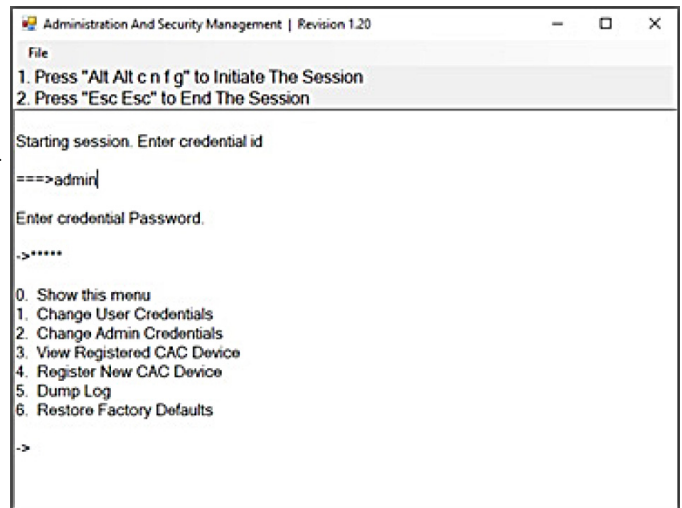 Administration And Security Management | Revision 1.20
File
1. Press "Alt Alt c n f g" to Initiate The Session
2. Press "Esc Esc" to End The Session
Starting session. Enter credential id
===>admin
Enter credential Password.
->*****
0. Show this menu
1. Change User Credentials
2. Change Admin Credentials
3. View Registered CAC Device
4. Register New CAC Device
5. Dump Log
6. Restore Factory Defaults
->